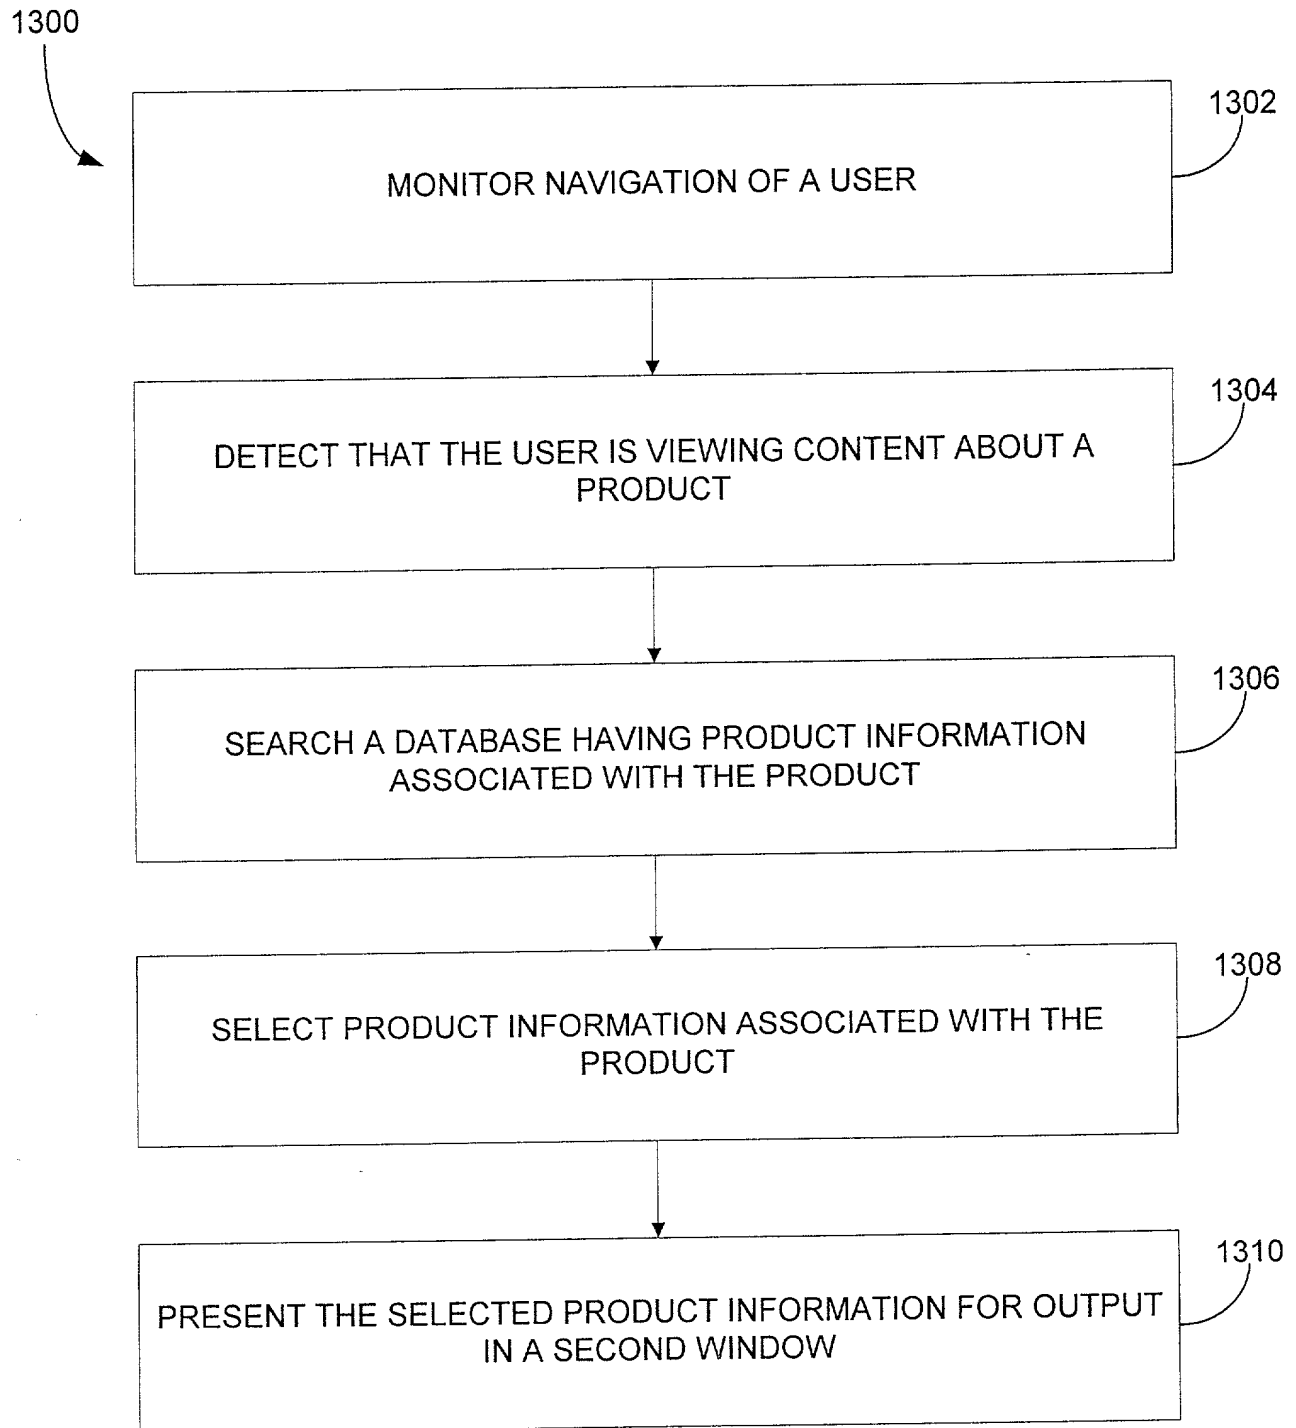 1300
1302
MONITOR NAVIGATION OF A USER
1304
DETECT THAT THE USER IS VIEWING CONTENT ABOUT A
PRODUCT
1306
SEARCH A DATABASE HAVING PRODUCT INFORMATION
ASSOCIATED WITH THE PRODUCT
1308
SELECT PRODUCT INFORMATION ASSOCIATED WITH THE
PRODUCT
1310
PRESENT THE SELECTED PRODUCT INFORMATION FOR OUTPUT
IN A SECOND WINDOW